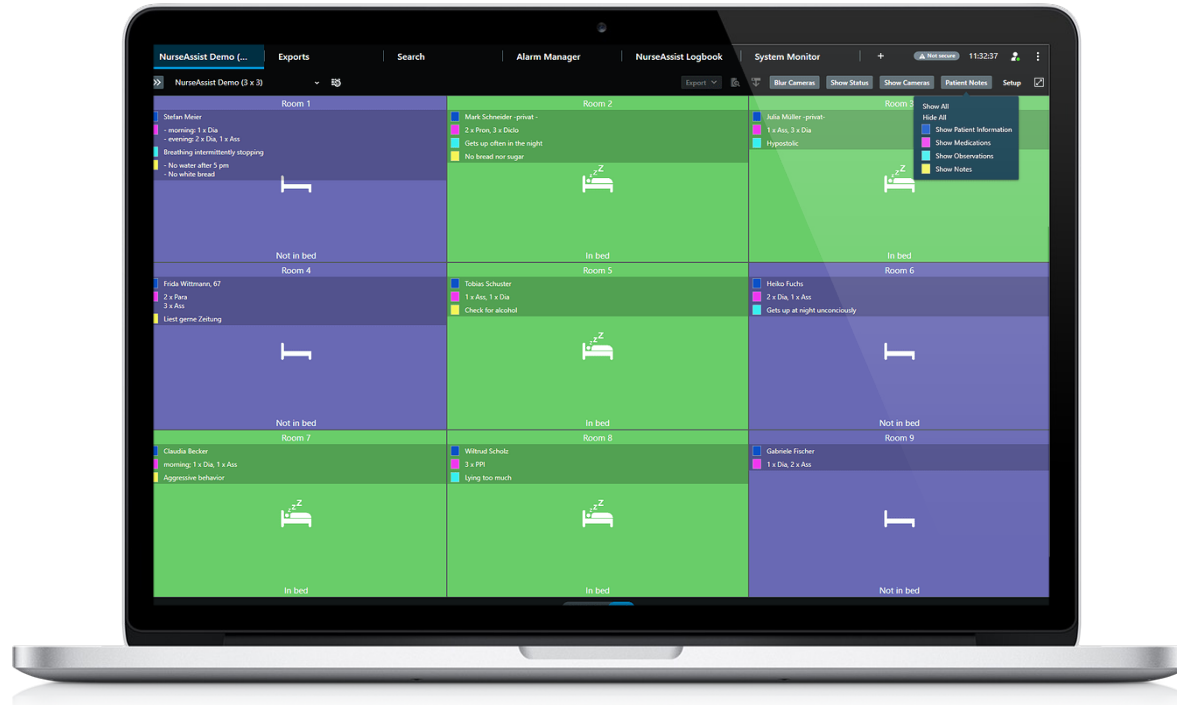 NurseAssist Demo (...
Exports
Search
Alarm Manager
NurseAssist Logbook
System Monitor
+
Not secure
11:32:37
NurseAssist Demo (3 x 3)
Export
Blur Cameras
Show Status
Show Cameras
Patient Notes
Setup
Show All
Hide All
Show Patient Information
Show Medications
Show Observations
Show Notes
Room 1
Stefan Meier
- morning: 1 x Dia
- evening: 2 x Dia, 1 x Ass
Breathing intermittently stopping
- No water after 5 pm
- No white bread
Not in bed
Room 2
Mark Schneider -privat -
2 x Pron, 3 x Diclo
Gets up often in the night
No bread nor sugar
zzZ
In bed
Room 3
Julia Müller -privat-
1 x Ass, 3 x Dia
Hypostolic
zzZ
In bed
Room 4
Frida Wittmann, 67
2 x Para
3 x Ass
Liest gerne Zeitung
Not in bed
Room 5
Tobias Schuster
1 x Ass, 1 x Dia
Check for alcohol
zzZ
In bed
Room 6
Heiko Fuchs
2 x Dia, 1 x Ass
Gets up at night unconciously
Not in bed
Room 7
Claudia Becker
morning: 1 x Dia, 1 x Ass
Aggressive behavior
zzZ
In bed
Room 8
Wiltrud Scholz
3 x PPI
Lying too much
zzZ
In bed
Room 9
Gabriele Fischer
1 x Dia, 2 x Ass
Not in bed